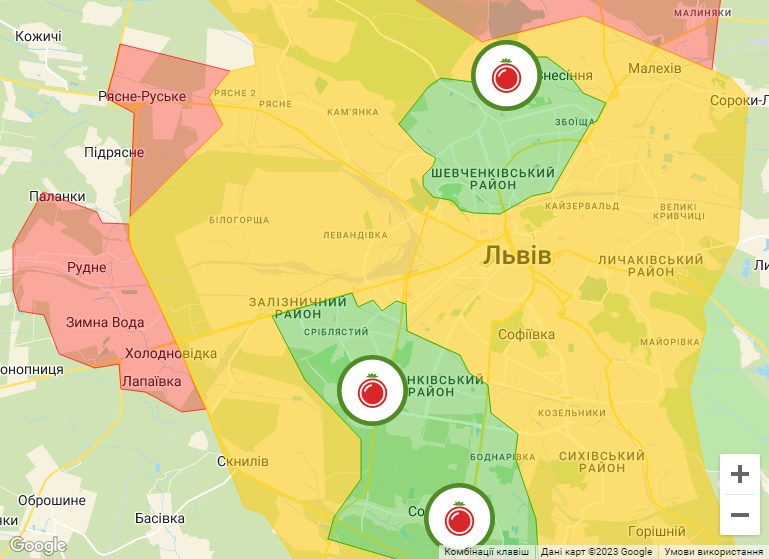 МАЛИНЯКИ
Кожичі
Малехів
Рясне-Руське
РЯСНЕ 2
РЯСНЕ
КАМ'ЯНКА
Сороки-Л
ЗБОЇЩА
Підрясне
ШЕВЧЕНКІВСЬКИЙ
РАЙОН
Паланки
БІЛОГОРЩА
КАЙЗЕРВАЛЬД
ВЕЛИКІ
КРИВЧИЦІ
ЛЕВАНДІВКА
Львів
ЛИЧАКІВСЬКИЙ
РАЙОН
Рудне
ЗАЛІЗНИЧНИЙ
РАЙОН
Зимна Вода
СРІБЛЯСТИЙ
Софіївка
МАЙОРІВКА
Холодновідка
онопниця
Лапаївка
НКІВСЬКИЙ
РАЙОН
КОЗЕЛЬНИКИ
Скнилів
БОДНАРІВКА
СИХІВСЬКИЙ
РАЙОН
Оброшине
Басівка
Со
Горішній
Google
Комбінації клавіш
Дані карт ©2023 Google
Умови використання